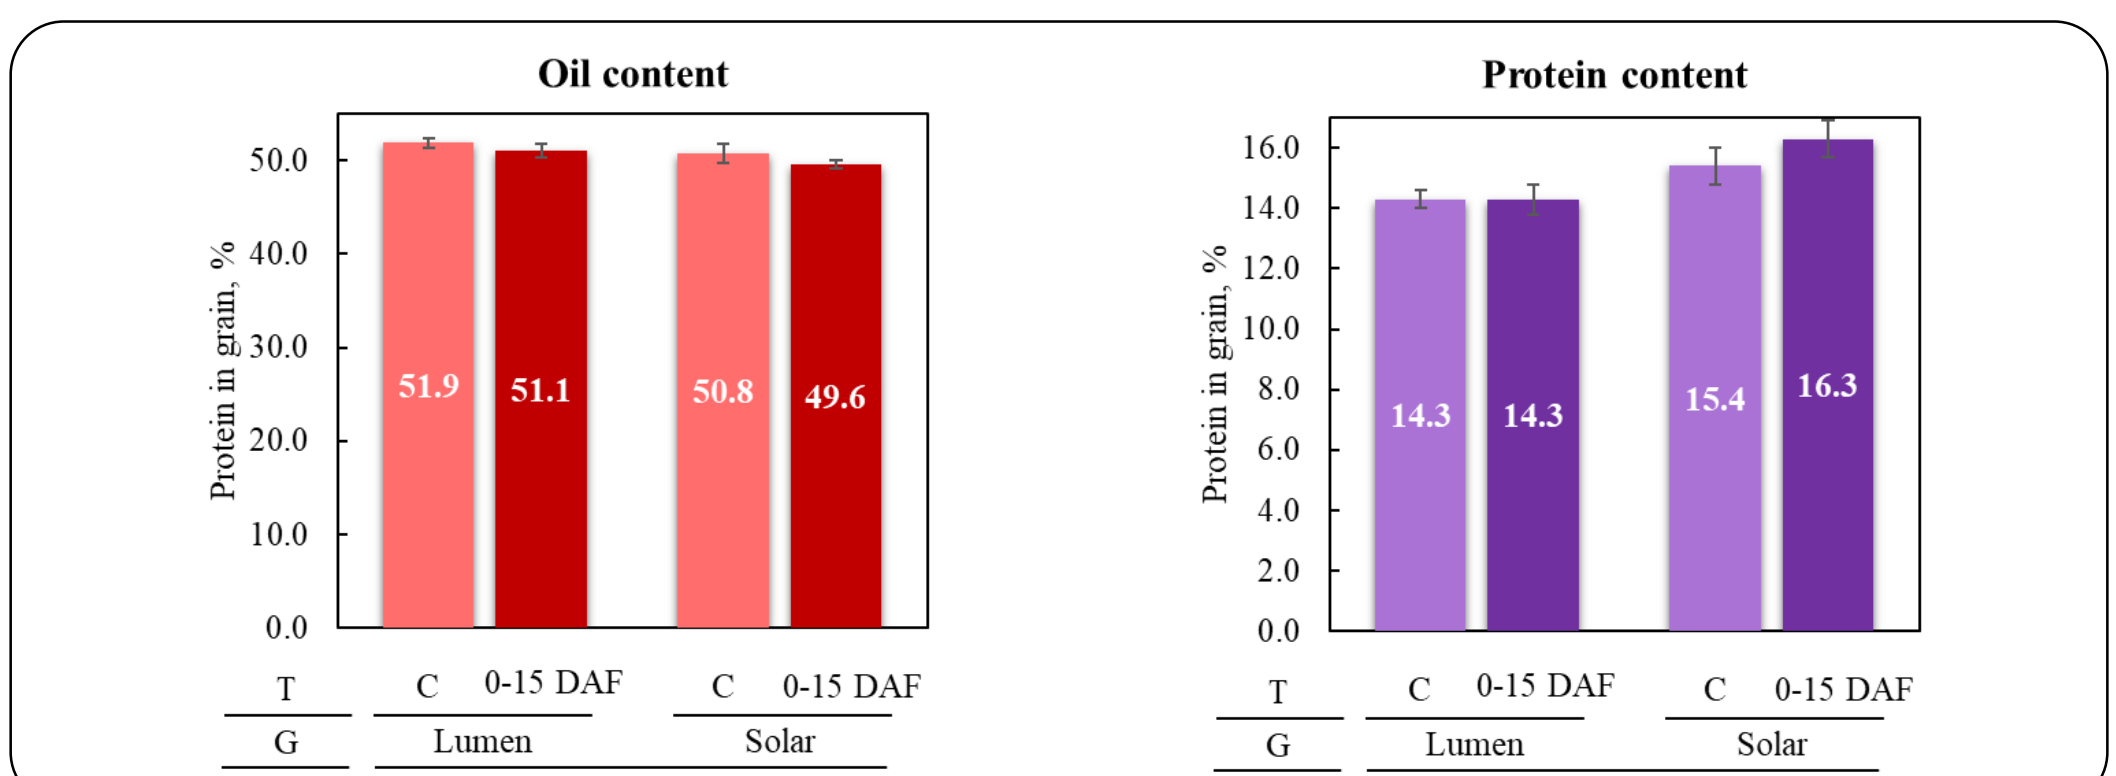 Oil content
Protein in grain, %
50.0
40.0
30.0
20.0
10.0
0.0
51.9
51.1
50.8
49.6
T C 0-15 DAF C 0-15 DAF
G Lumen Solar
Protein content
Protein in grain, %
16.0
14.0
12.0
10.0
8.0
6.0
4.0
2.0
0.0
14.3
14.3
15.4
16.3
T C 0-15 DAF C 0-15 DAF
G Lumen Solar